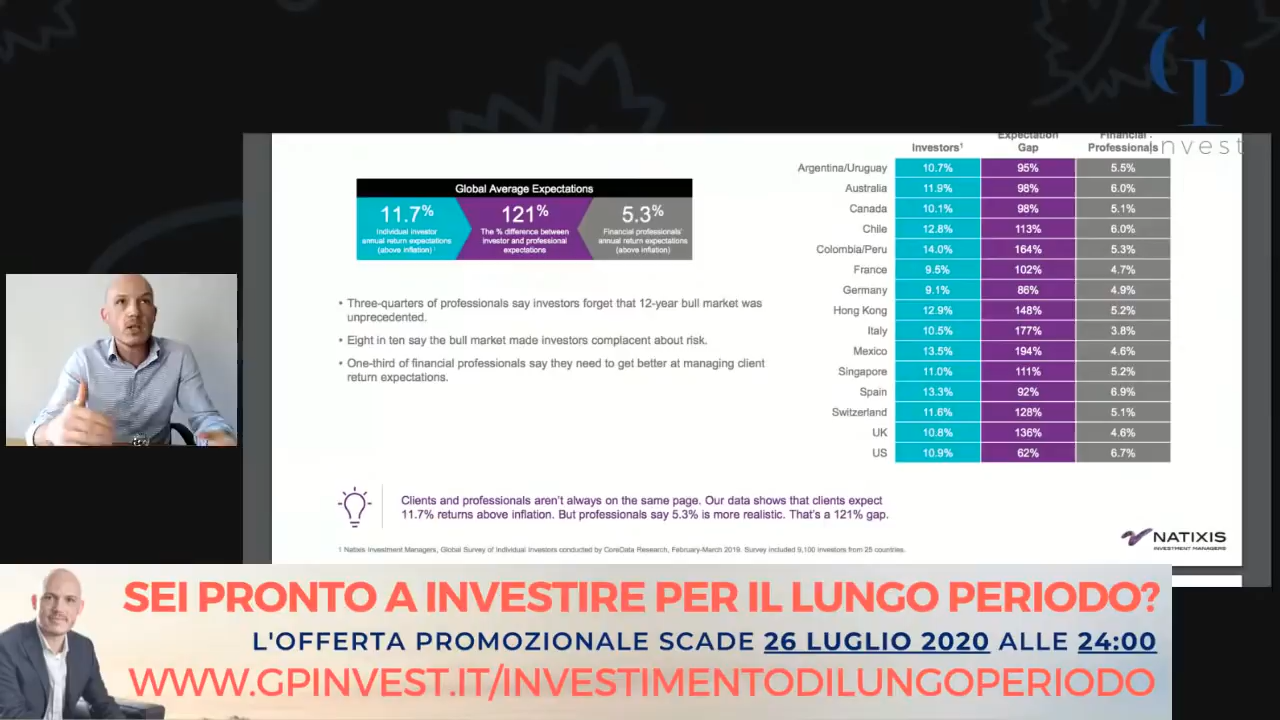 GP
invest
Expectation
Financial
Investors¹
Gap
Professionals
Argentina/Uruguay 10.7% 95% 5.5%
Australia 11.9% 98% 6.0%
Canada 10.1% 98% 5.1%
Chile 12.8% 113% 6.0%
Colombia/Peru 14.0% 164% 5.3%
France 9.5% 102% 4.7%
Germany 9.1% 86% 4.9%
Hong Kong 12.9% 148% 5.2%
Italy 10.5% 177% 3.8%
Mexico 13.5% 194% 4.6%
Singapore 11.0% 111% 5.2%
Spain 13.3% 92% 6.9%
Switzerland 11.6% 128% 5.1%
UK 10.8% 136% 4.6%
US 10.9% 62% 6.7%
Global Average Expectations
11.7%
Individual investor
annual return expectations
(above inflation)¹
121%
The % difference between
investor and professional
expectations
5.3%
Financial professionals'
annual return expectations
(above inflation)
• Three-quarters of professionals say investors forget that 12-year bull market was
unprecedented.
• Eight in ten say the bull market made investors complacent about risk.
• One-third of financial professionals say they need to get better at managing client
return expectations.
Clients and professionals aren't always on the same page. Our data shows that clients expect
11.7% returns above inflation. But professionals say 5.3% is more realistic. That's a 121% gap.
NATIXIS
INVESTMENT MANAGERS
1 Natixis Investment Managers, Global Survey of Individual Investors conducted by CoreData Research, February-March 2019. Survey included 9,100 investors from 25 countries.
SEI PRONTO A INVESTIRE PER IL LUNGO PERIODO?
L'OFFERTA PROMOZIONALE SCADE 26 LUGLIO 2020 ALLE 24:00
WWW.GPINVEST.IT/INVESTIMENTODILUNGOPERIODO